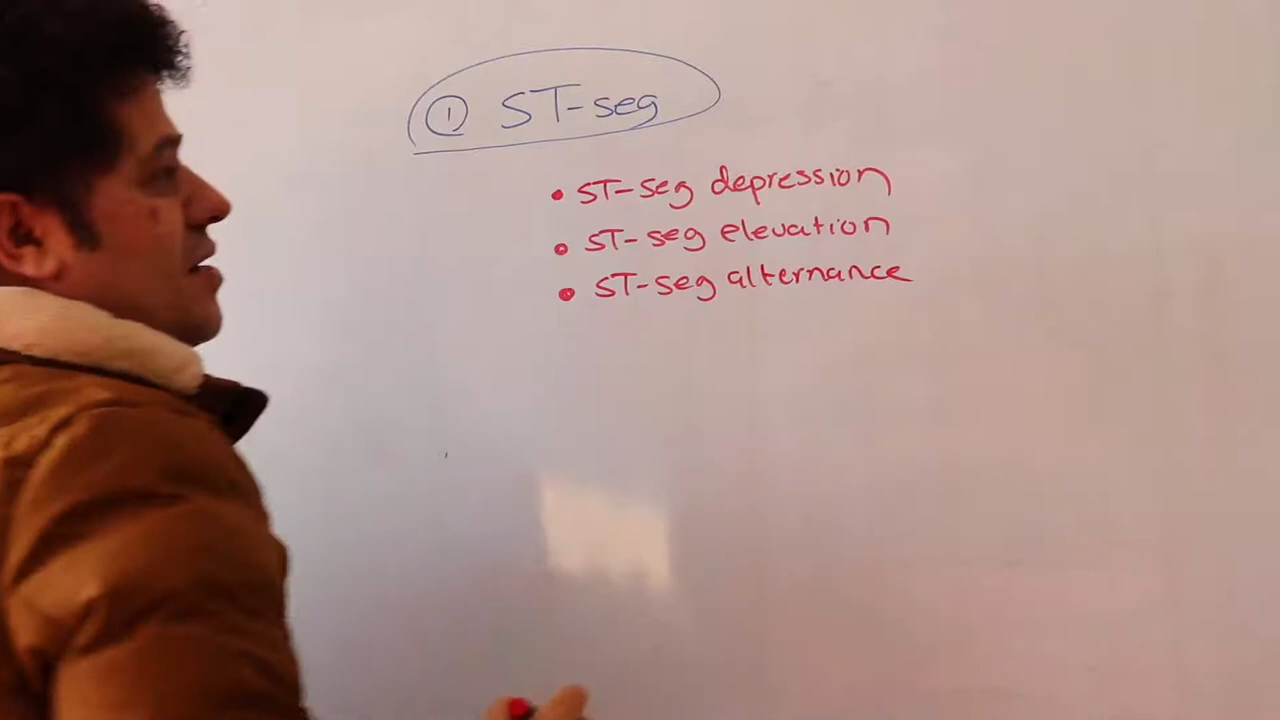 ① ST-seg
• ST-seg depression
• ST-seg elevation
• ST-seg alternance